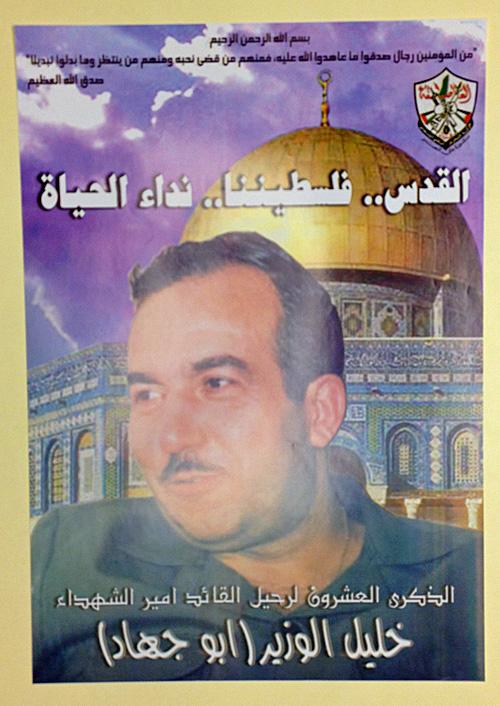 بسم الله الرحمن الرحيم
"من المؤمنين رجال صدقوا ما عاهدوا الله عليه، فمنهم من قضى نحبه ومنهم من ينتظر وما بدلوا تبديلا"
صدق الله العظيم
العاصفة
القدس.. فلسطيننا.. نداء الحياة
الذكرى العشرون لرحيل القائد امير الشهداء
خليل الوزير (ابو جهاد)